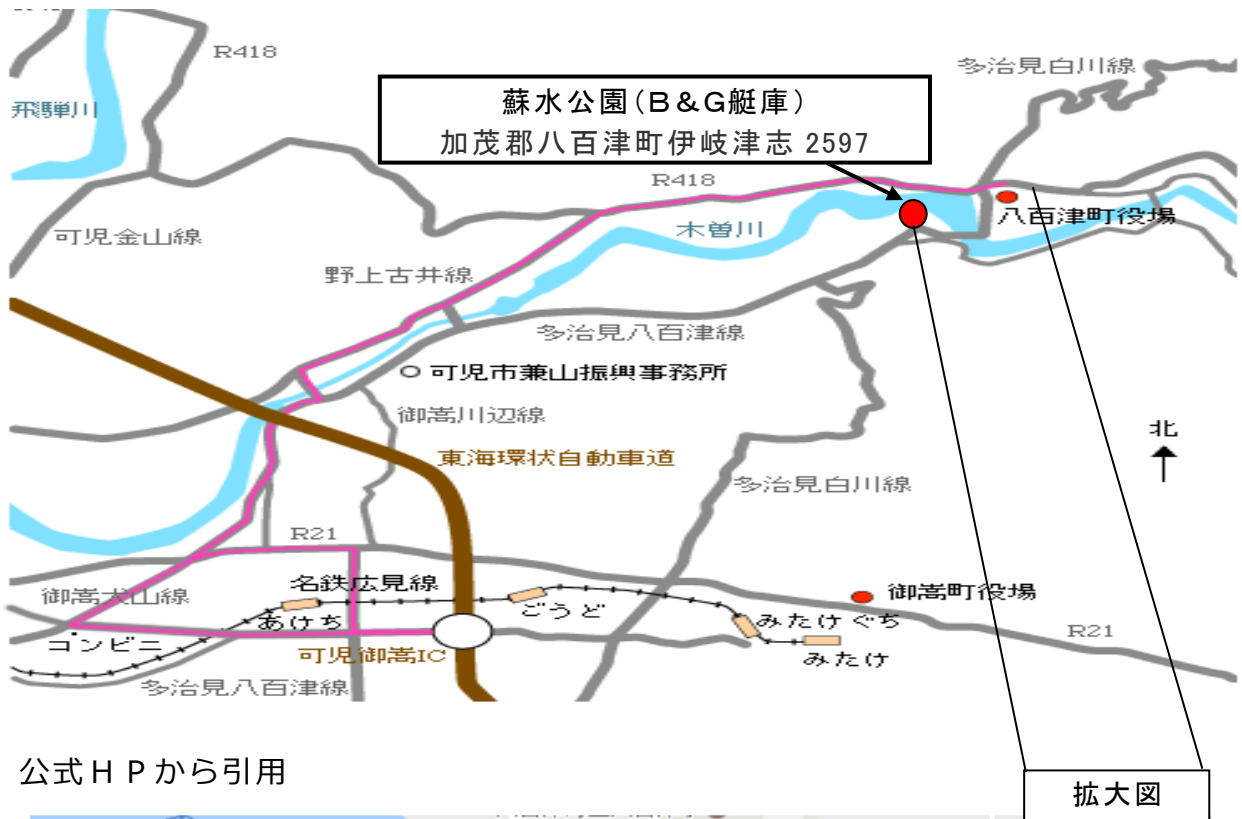 R418
多治見白川線
飛騨川
蘇水公園(B&G艇庫)
加茂郡八百津町伊岐津志 2597
R418
八百津町役場
木曽川
可児金山線
野上古井線
多治見八百津線
可児市兼山振興事務所
御嵩川辺線
北
東海環状自動車道
多治見白川線
R21
名鉄広見線
御嵩町役場
御嵩犬山線
ごうど
あけち
みたけぐち
R21
コンビニ
可児御嵩IC
みたけ
多治見八百津線
公式HPから引用
拡大図